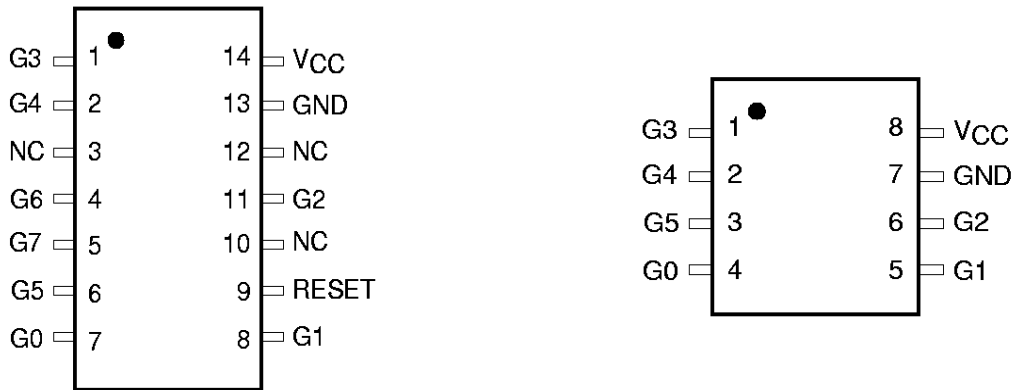 G3 1 14 VCC
G4 2 13 GND
NC 3 12 NC
G6 4 11 G2
G7 5 10 NC
G5 6 9 RESET
G0 7 8 G1
G3 1 8 VCC
G4 2 7 GND
G5 3 6 G2
G0 4 5 G1